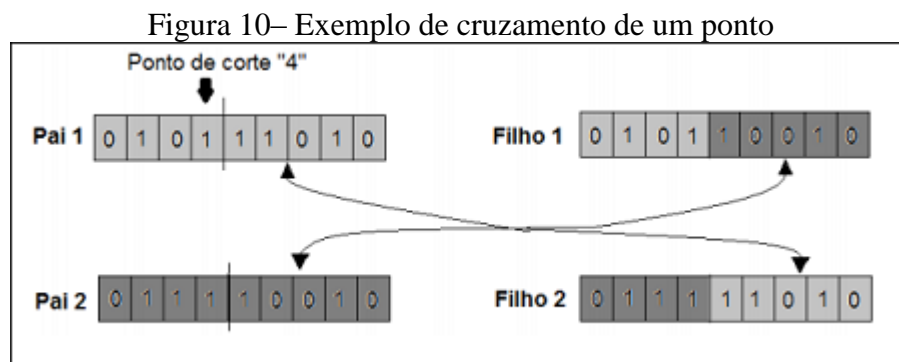 Figura 10– Exemplo de cruzamento de um ponto
Ponto de corte "4"
Pai 1 0 1 0 1 1 1 0 1 0
Filho 1 0 1 0 1 1 0 0 1 0
Pai 2 0 1 1 1 1 0 0 1 0
Filho 2 0 1 1 1 1 1 0 1 0